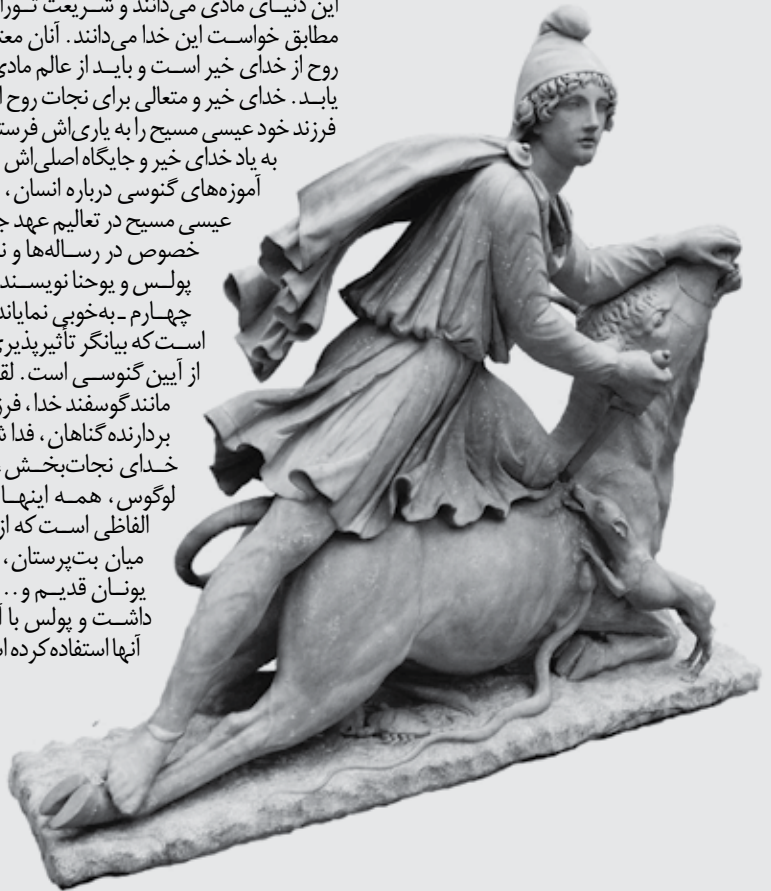 این دنیای مادی می‌دانند و شریعت تورا
مطابق خواست این خدا می‌دانند. آنان معت
روح از خدای خیر است و باید از عالم مادی
یابد. خدای خیر و متعالی برای نجات روح ا
فرزند خود عیسی مسیح را به یاری‌اش فرستا
به یاد خدای خیر و جایگاه اصلی‌اش
آموزه‌های گنوسی درباره انسان،
عیسی مسیح در تعالیم عهد ج
خصوص در رساله‌ها و ن
پولس و یوحنا نویسند
چهارم ـ به‌خوبی نمایاند
است که بیانگر تأثیرپذیری
از آیین گنوسی است. لق
مانند گوسفند خدا، فرز
بردارنده گناهان، فدا ش
خدای نجات‌بخش،
لوگوس، همه اینها
الفاظی است که از
میان بت‌پرستان،
یونان قدیم و..
داشت و پولس با آ
آنها استفاده کرده ا